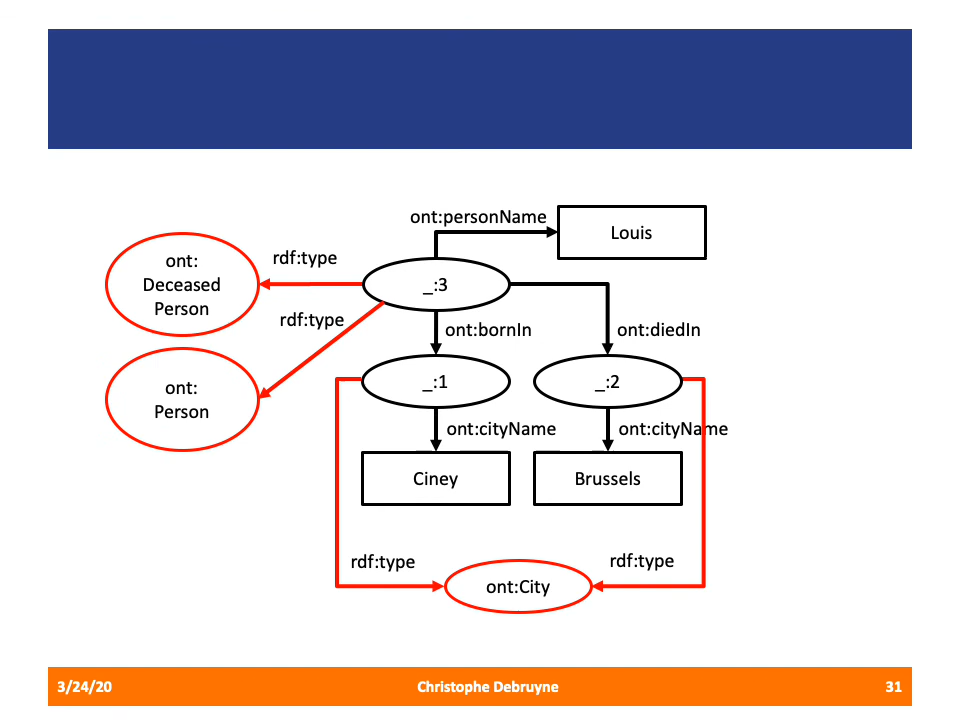 ont:personName
Louis
ont:
Deceased
Person
rdf:type
_:3
rdf:type
ont:bornIn
ont:diedIn
ont:
Person
_:1
_:2
ont:cityName
ont:cityName
Ciney
Brussels
rdf:type
rdf:type
ont:City
3/24/20
Christophe Debruyne
31